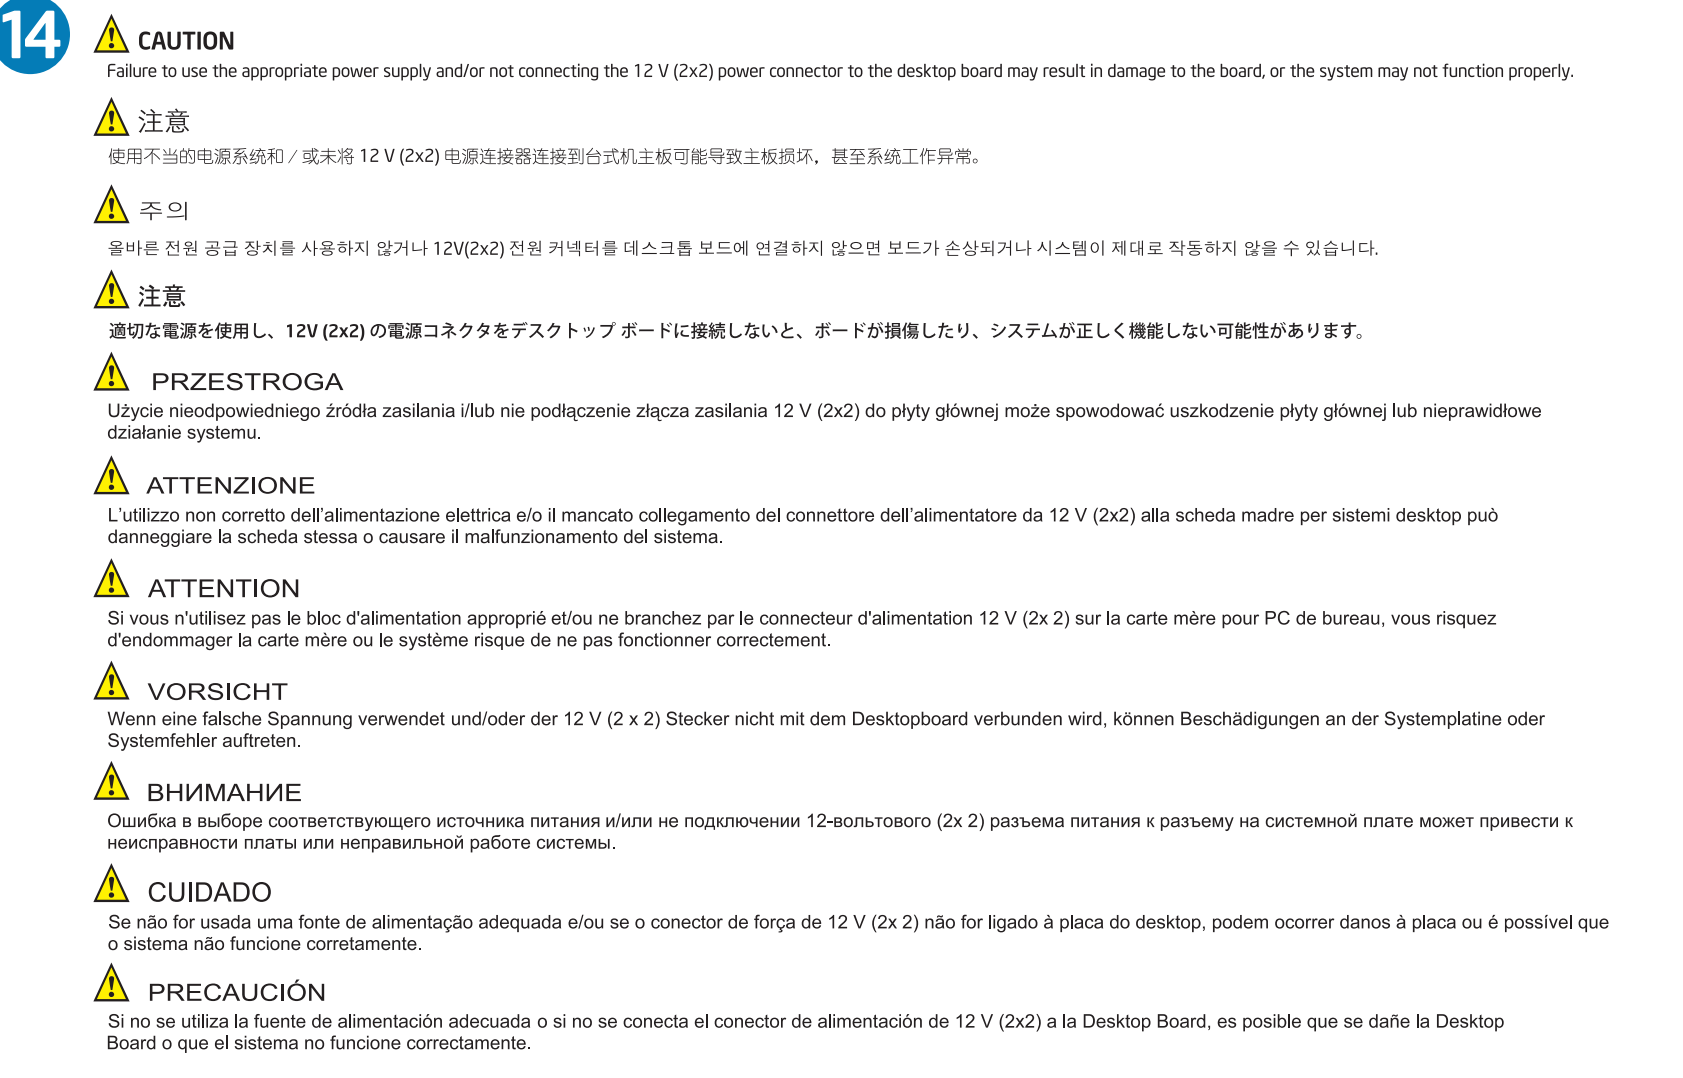 14
CAUTION
Failure to use the appropriate power supply and/or not connecting the 12 V (2x2) power connector to the desktop board may result in damage to the board, or the system may not function properly.
注意
使用不当的电源系统和 / 或未将 12 V (2x2) 电源连接器连接到台式机主板可能导致主板损坏，甚至系统工作异常。
주의
올바른 전원 공급 장치를 사용하지 않거나 12V(2x2) 전원 커넥터를 데스크톱 보드에 연결하지 않으면 보드가 손상되거나 시스템이 제대로 작동하지 않을 수 있습니다.
注意
適切な電源を使用し、12V (2x2) の電源コネクタをデスクトップ ボードに接続しないと、ボードが損傷したり、システムが正しく機能しない可能性があります。
PRZESTROGA
Użycie nieodpowiedniego źródła zasilania i/lub nie podłączenie złącza zasilania 12 V (2x2) do płyty głównej może spowodować uszkodzenie płyty głównej lub nieprawidłowe
działanie systemu.
ATTENZIONE
L'utilizzo non corretto dell'alimentazione elettrica e/o il mancato collegamento del connettore dell'alimentatore da 12 V (2x2) alla scheda madre per sistemi desktop può
danneggiare la scheda stessa o causare il malfunzionamento del sistema.
ATTENTION
Si vous n'utilisez pas le bloc d'alimentation approprié et/ou ne branchez par le connecteur d'alimentation 12 V (2x 2) sur la carte mère pour PC de bureau, vous risquez
d'endommager la carte mère ou le système risque de ne pas fonctionner correctement.
VORSICHT
Wenn eine falsche Spannung verwendet und/oder der 12 V (2 x 2) Stecker nicht mit dem Desktopboard verbunden wird, können Beschädigungen an der Systemplatine oder
Systemfehler auftreten.
ВНИМАНИЕ
Ошибка в выборе соответствующего источника питания и/или не подключении 12-вольтового (2x 2) разъема питания к разъему на системной плате может привести к
неисправности платы или неправильной работе системы.
CUIDADO
Se não for usada uma fonte de alimentação adequada e/ou se o conector de força de 12 V (2x 2) não for ligado à placa do desktop, podem ocorrer danos à placa ou é possível que
o sistema não funcione corretamente.
PRECAUCIÓN
Si no se utiliza la fuente de alimentación adecuada o si no se conecta el conector de alimentación de 12 V (2x2) a la Desktop Board, es posible que se dañe la Desktop
Board o que el sistema no funcione correctamente.